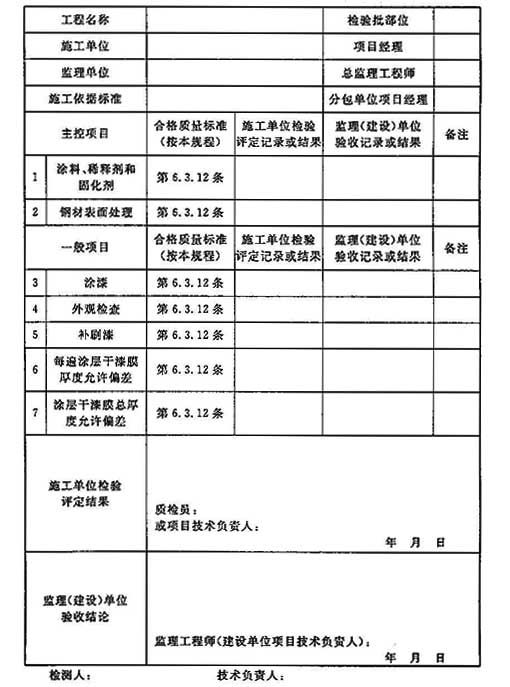 工程名称 检验批部位
施工单位 项目经理
监理单位 总监理工程师
施工依据标准 分包单位项目经理
主控项目 合格质量标准（按本规程） 施工单位检验评定记录或结果 监理（建设）单位验收记录或结果 备注
1 涂料、稀释剂和固化剂 第 6.3.12 条
2 钢材表面处理 第 6.3.12 条
一般项目 合格质量标准（按本规程） 施工单位检验评定记录或结果 监理（建设）单位验收记录或结果 备注
3 涂漆 第 6.3.12 条
4 外观检查 第 6.3.12 条
5 补刷漆 第 6.3.12 条
6 每遍涂层干漆膜厚度允许偏差 第 6.3.12 条
7 涂层干漆膜总厚度允许偏差 第 6.3.12 条
施工单位检验评定结果
质检员：
或项目技术负责人：
年 月 日
监理（建设）单位验收结论
监理工程师（建设单位项目技术负责人）：
年 月 日
检测人： 技术负责人：